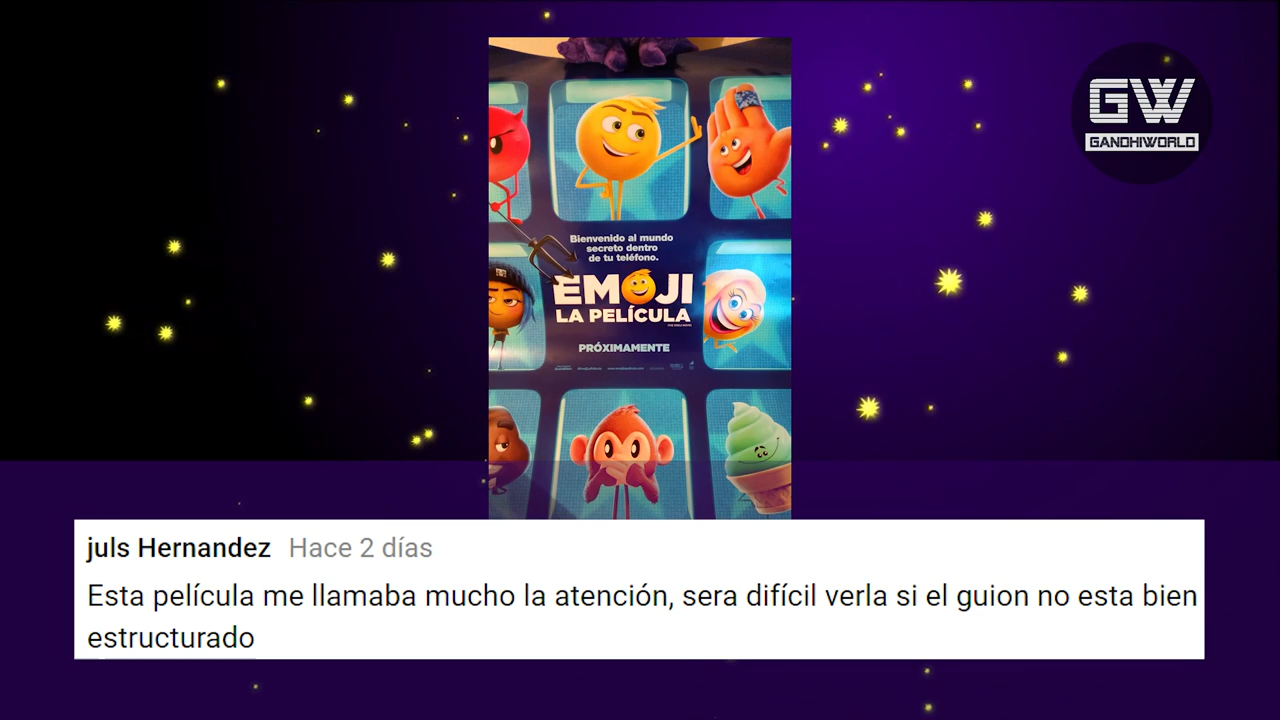 GW
GANDHIWORLD
Bienvenido al mundo
secreto dentro
de tu teléfono.
EMOJI
LA PELÍCULA
PRÓXIMAMENTE
juls Hernandez Hace 2 días
Esta película me llamaba mucho la atención, sera difícil verla si el guion no esta bien
estructurado